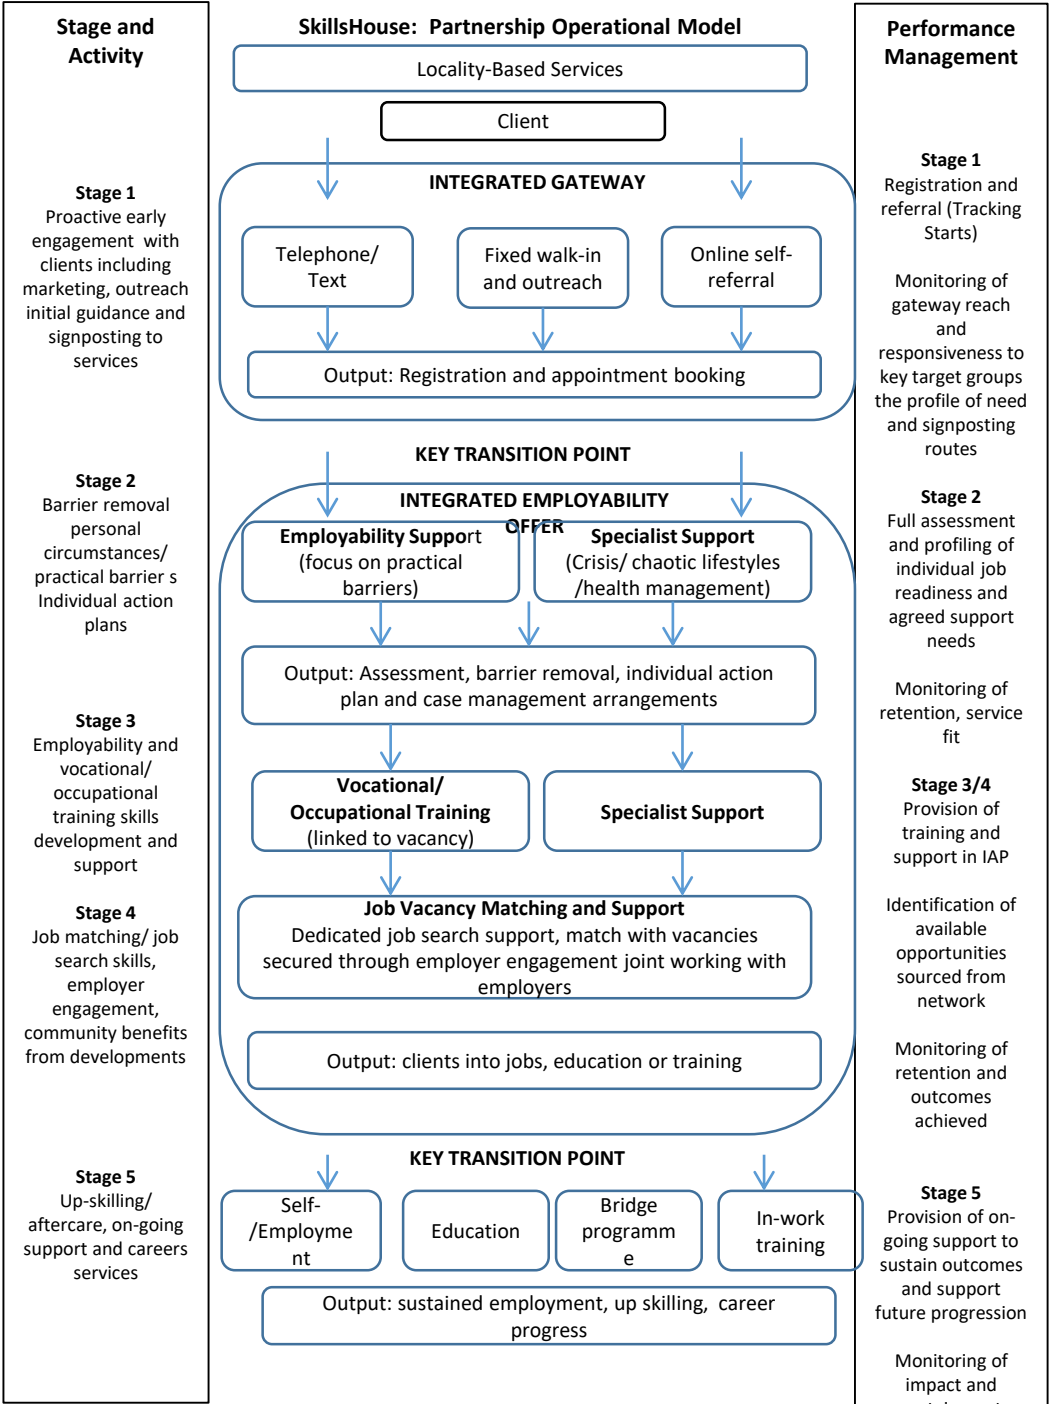 Stage and
Activity
Stage 1
Proactive early
engagement with
clients including
marketing, outreach
initial guidance and
signposting to
services
Stage 2
Barrier removal
personal
circumstances/
practical barrier s
Individual action
plans
Stage 3
Employability and
vocational/
occupational
training skills
development and
support
Stage 4
Job matching/ job
search skills,
employer
engagement,
community benefits
from developments
Stage 5
Up-skilling/
aftercare, on-going
support and careers
services
SkillsHouse: Partnership Operational Model
Locality-Based Services
Client
INTEGRATED GATEWAY
Telephone/
Text
Fixed walk-in
and outreach
Online self-
referral
Output: Registration and appointment booking
KEY TRANSITION POINT
INTEGRATED EMPLOYABILITY
OFFER
Employability Support
(focus on practical
barriers)
Specialist Support
(Crisis/ chaotic lifestyles
/health management)
Output: Assessment, barrier removal, individual action
plan and case management arrangements
Vocational/
Occupational Training
(linked to vacancy)
Specialist Support
Job Vacancy Matching and Support
Dedicated job search support, match with vacancies
secured through employer engagement joint working with
employers
Output: clients into jobs, education or training
KEY TRANSITION POINT
Self-
/Employme
nt
Education
Bridge
programm
e
In-work
training
Output: sustained employment, up skilling, career
progress
Performance
Management
Stage 1
Registration and
referral (Tracking
Starts)
Monitoring of
gateway reach
and
responsiveness to
key target groups
the profile of need
and signposting
routes
Stage 2
Full assessment
and profiling of
individual job
readiness and
agreed support
needs
Monitoring of
retention, service
fit
Stage 3/4
Provision of
training and
support in IAP
Identification of
available
opportunities
sourced from
network
Monitoring of
retention and
outcomes
achieved
Stage 5
Provision of on-
going support to
sustain outcomes
and support
future progression
Monitoring of
impact and